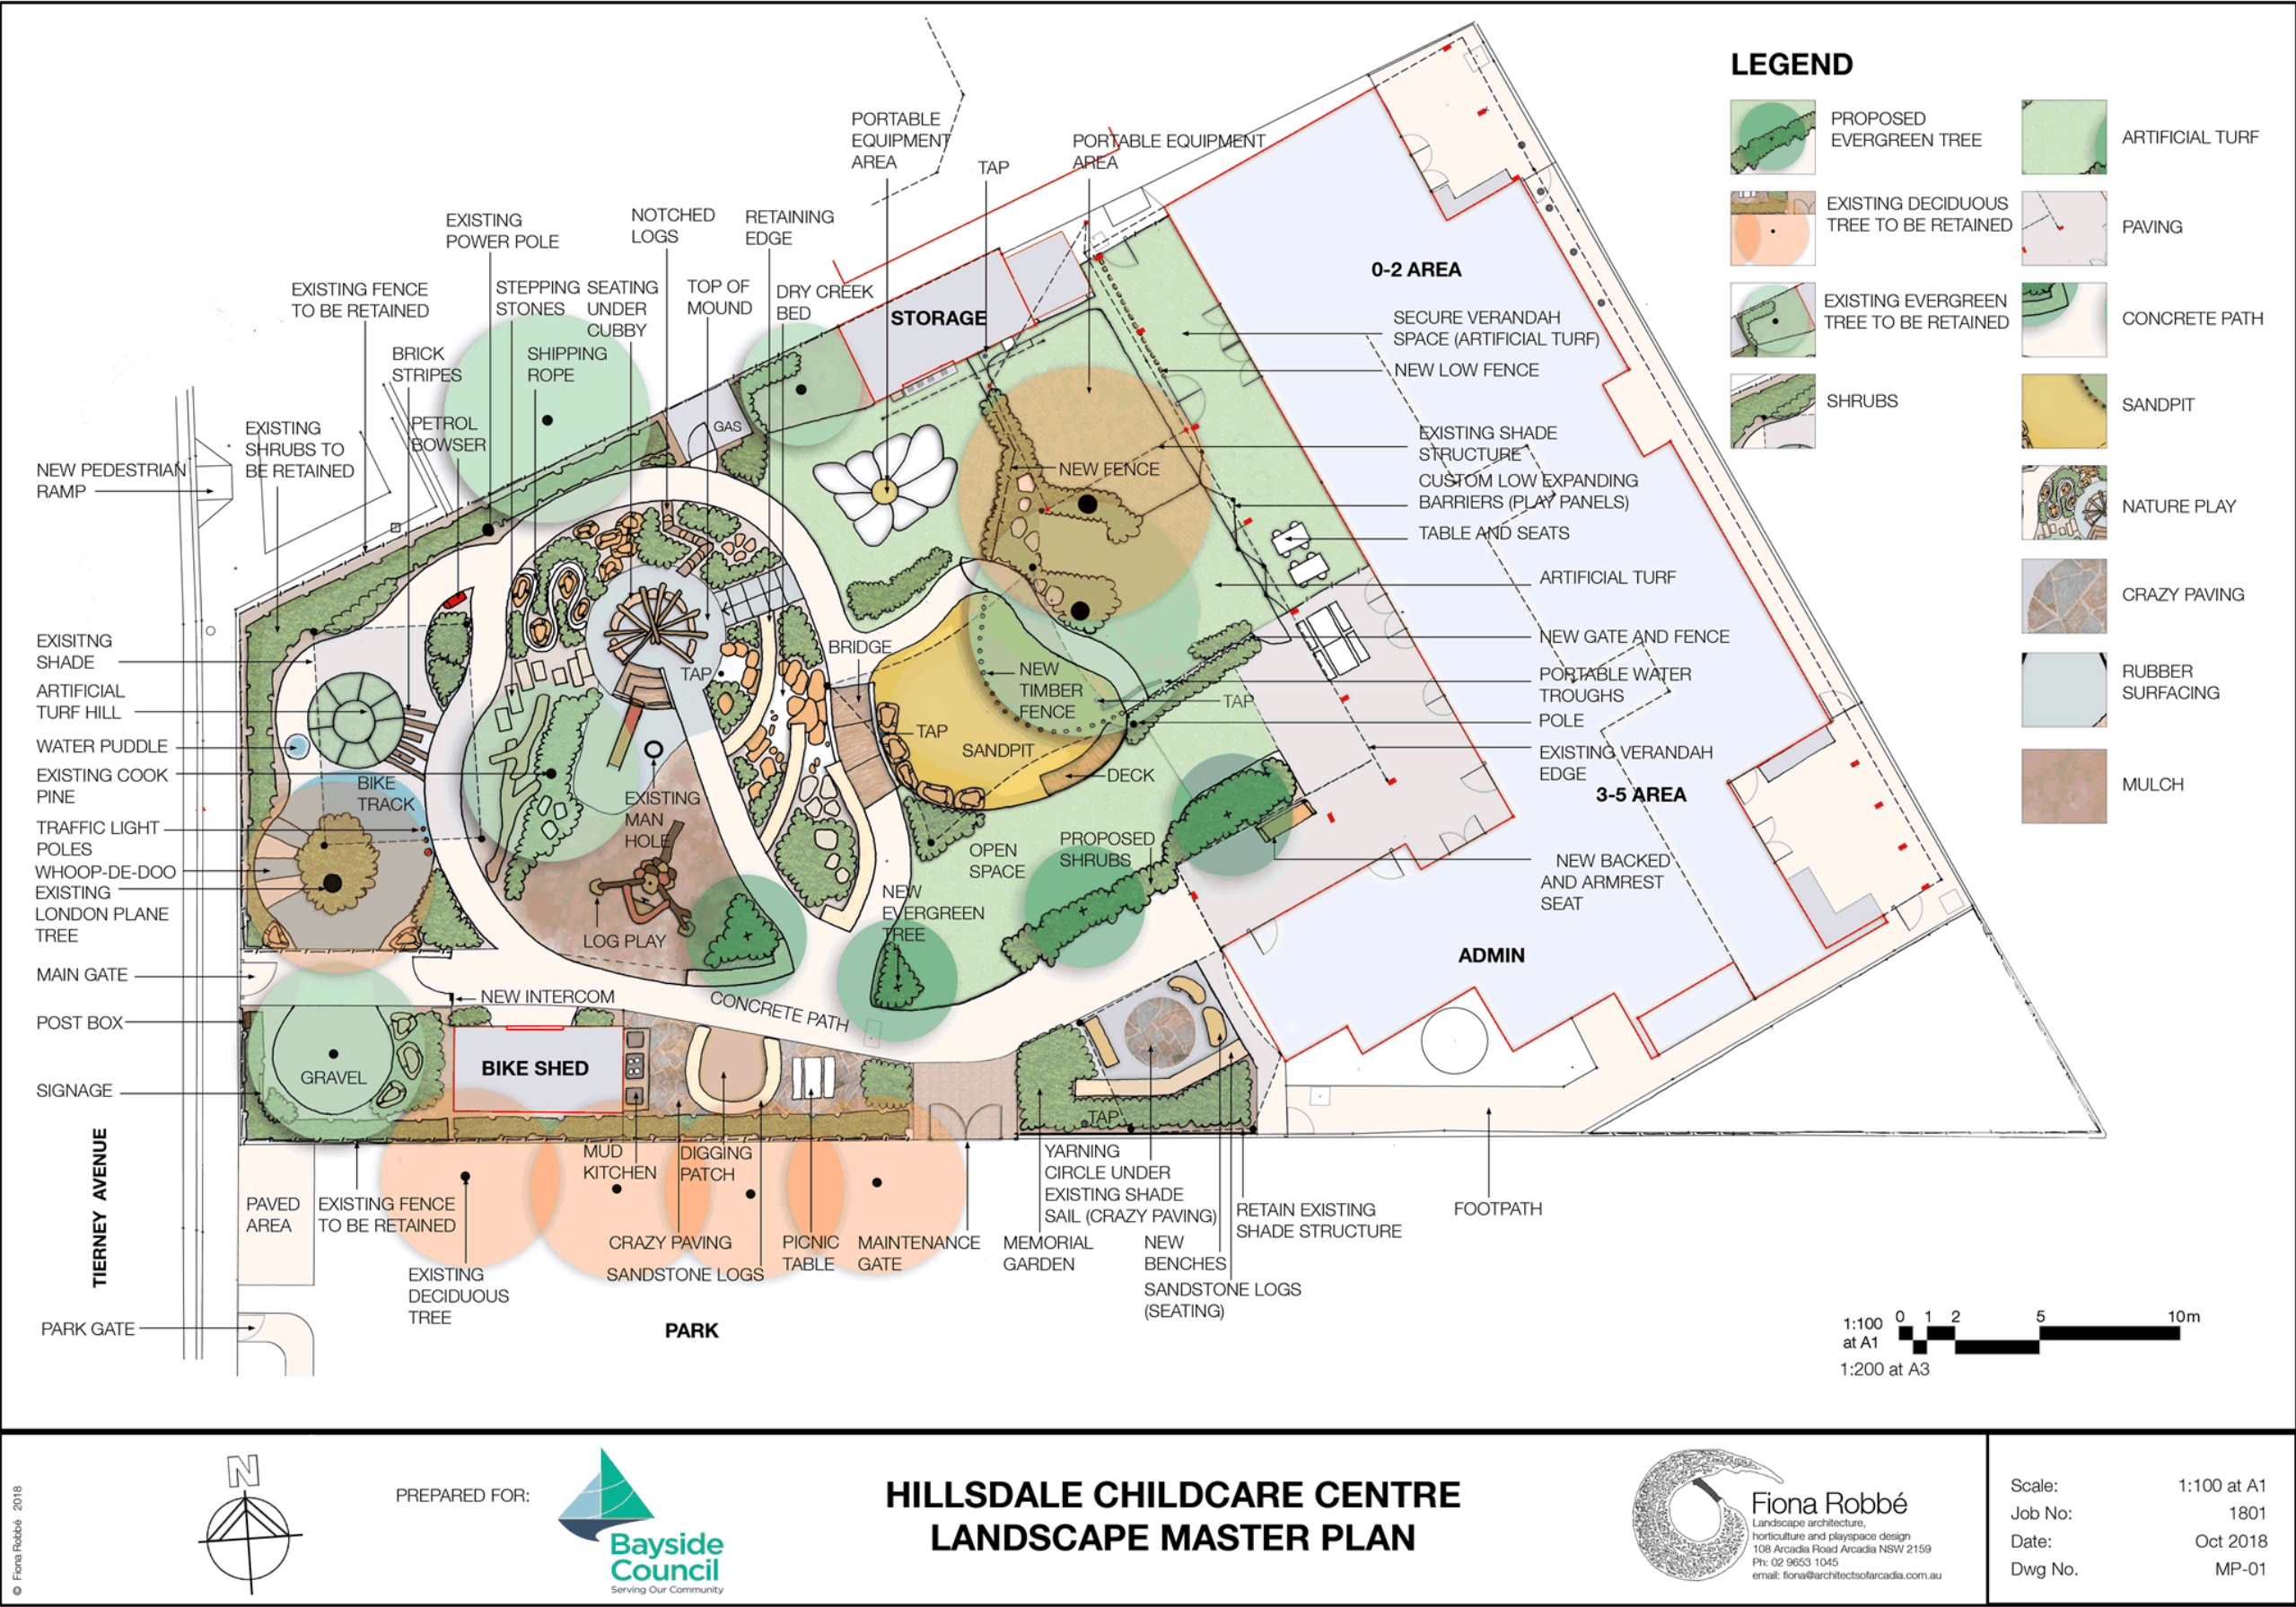 PORTABLE
EQUIPMENT
AREA
TAP
PORTABLE EQUIPMENT
AREA
EXISTING
POWER POLE
NOTCHED
LOGS
RETAINING
EDGE
EXISTING FENCE
TO BE RETAINED
STEPPING
STONES
SEATING
UNDER
CUBBY
TOP OF
MOUND
DRY CREEK
BED
BRICK
STRIPES
SHIPPING
ROPE
PETROL
BOWSER
EXISTING
SHRUBS TO
BE RETAINED
NEW PEDESTRIAN
RAMP
STORAGE
GAS
0-2 AREA
SECURE VERANDAH
SPACE (ARTIFICIAL TURF)
NEW LOW FENCE
EXISTING SHADE
STRUCTURE
CUSTOM LOW EXPANDING
BARRIERS (PLAY PANELS)
TABLE AND SEATS
ARTIFICIAL TURF
NEW GATE AND FENCE
PORTABLE WATER
TROUGHS
POLE
EXISTING VERANDAH
EDGE
3-5 AREA
NEW BACKED
AND ARMREST
SEAT
ADMIN
NEW FENCE
BRIDGE
TAP
NEW
TIMBER
FENCE
TAP
TAP
SANDPIT
DECK
EXISITNG
SHADE
ARTIFICIAL
TURF HILL
WATER PUDDLE
EXISTING COOK
PINE
BIKE
TRACK
TRAFFIC LIGHT
POLES
WHOOP-DE-DOO
EXISTING
LONDON PLANE
TREE
MAIN GATE
POST BOX
SIGNAGE
EXISTING
MAN
HOLE
LOG PLAY
OPEN
SPACE
PROPOSED
SHRUBS
NEW
EVERGREEN
TREE
NEW INTERCOM
CONCRETE PATH
GRAVEL
BIKE SHED
TAP
TIERNEY AVENUE
PAVED
AREA
EXISTING FENCE
TO BE RETAINED
MUD
KITCHEN
DIGGING
PATCH
CRAZY PAVING
SANDSTONE LOGS
PICNIC
TABLE
MAINTENANCE
GATE
EXISTING
DECIDUOUS
TREE
YARNING
CIRCLE UNDER
EXISTING SHADE
SAIL (CRAZY PAVING)
MEMORIAL
GARDEN
NEW
BENCHES
SANDSTONE LOGS
(SEATING)
RETAIN EXISTING
SHADE STRUCTURE
FOOTPATH
PARK GATE
PARK
LEGEND
PROPOSED
EVERGREEN TREE
EXISTING DECIDUOUS
TREE TO BE RETAINED
EXISTING EVERGREEN
TREE TO BE RETAINED
SHRUBS
ARTIFICIAL TURF
PAVING
CONCRETE PATH
SANDPIT
NATURE PLAY
CRAZY PAVING
RUBBER
SURFACING
MULCH
1:100
at A1
0 1 2 5 10m
1:200 at A3
© Fiona Robbé 2018
N
PREPARED FOR:
Bayside
Council
Serving Our Community
HILLSDALE CHILDCARE CENTRE
LANDSCAPE MASTER PLAN
Fiona Robbé
Landscape architecture,
horticulture and playspace design
108 Arcadia Road Arcadia NSW 2159
Ph: 02 9653 1045
email: fiona@architectsofarcadia.com.au
Scale: 1:100 at A1
Job No: 1801
Date: Oct 2018
Dwg No. MP-01